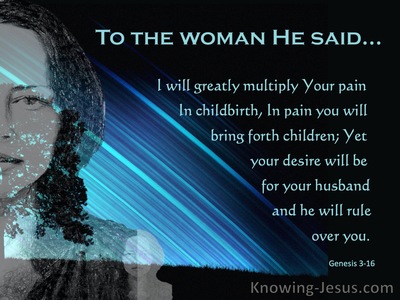 To the woman He said...
I will greatly multiply Your pain
In childbirth, In pain you will
bring forth children; Yet
your desire will be
for your husband
and he will rule
over you.
Genesis 3-16
Knowing-Jesus.com